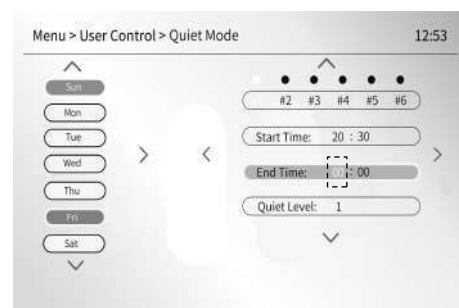 Menu > User Control > Quiet Mode 12:53
Sun
Mon
Tue
Wed
Thu
Fri
Sat
#2 #3 #4 #5 #6
Start Time: 20 : 30
End Time: 00 : 00
Quiet Level: 1